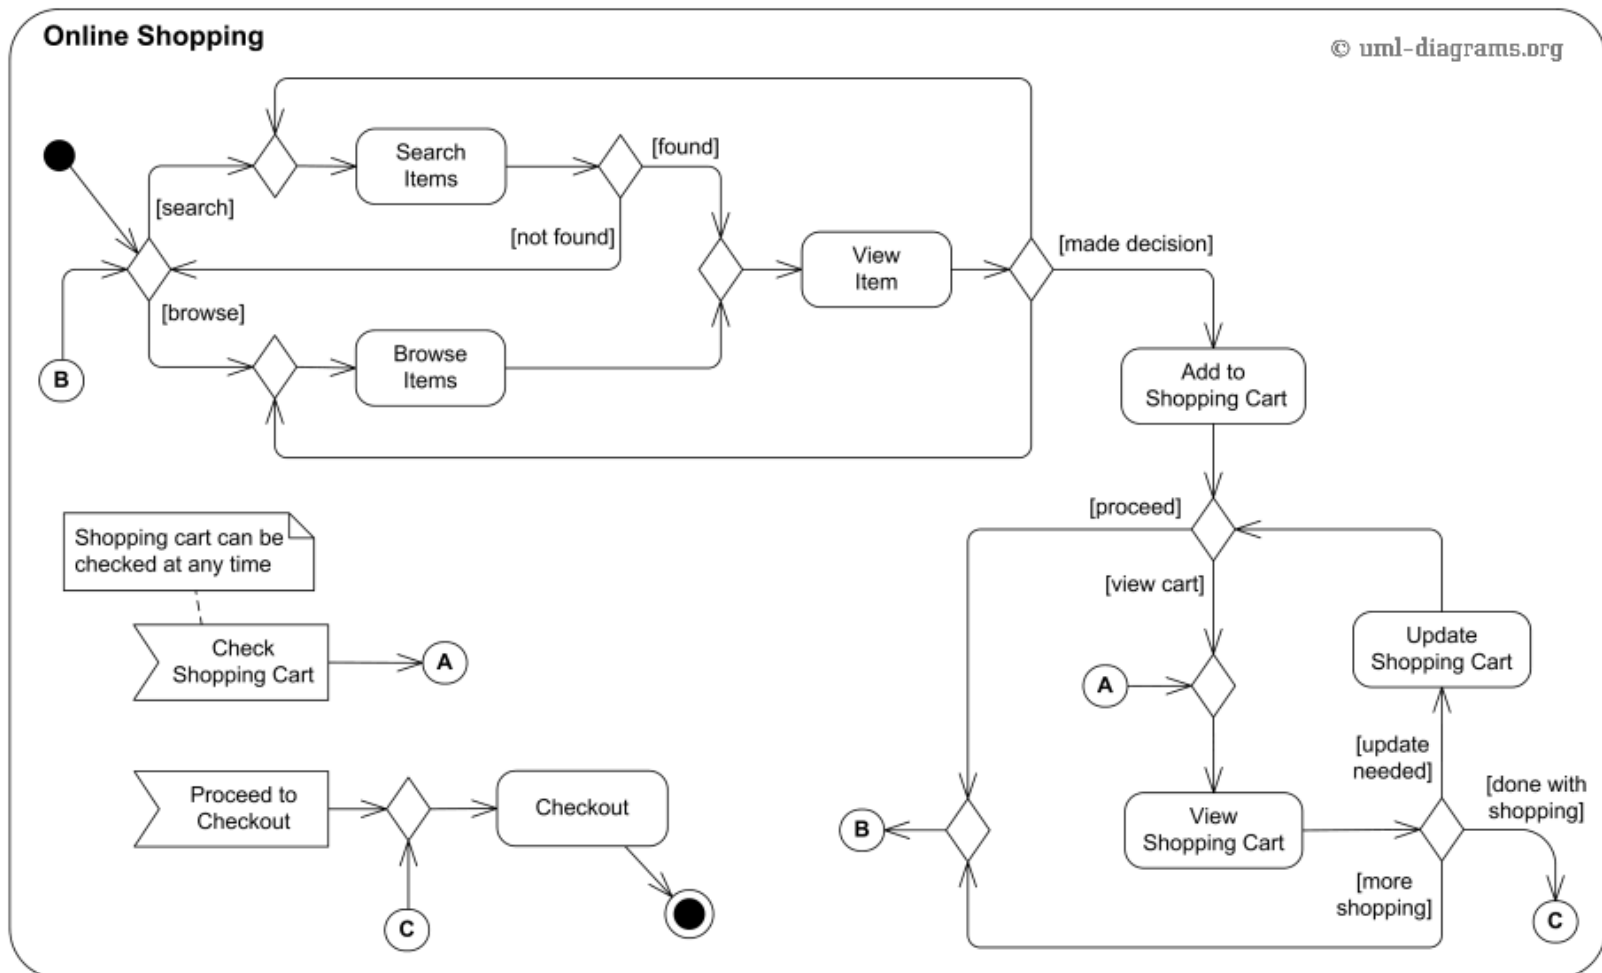 Online Shopping
© uml-diagrams.org
Search
Items
[found]
[search]
[not found]
[made decision]
View
Item
[browse]
Browse
Items
B
Add to
Shopping Cart
[proceed]
Shopping cart can be
checked at any time
[view cart]
Check
Shopping Cart
A
Update
Shopping Cart
A
[update
needed]
[done with
shopping]
Proceed to
Checkout
Checkout
B
View
Shopping Cart
[more
shopping]
C
C